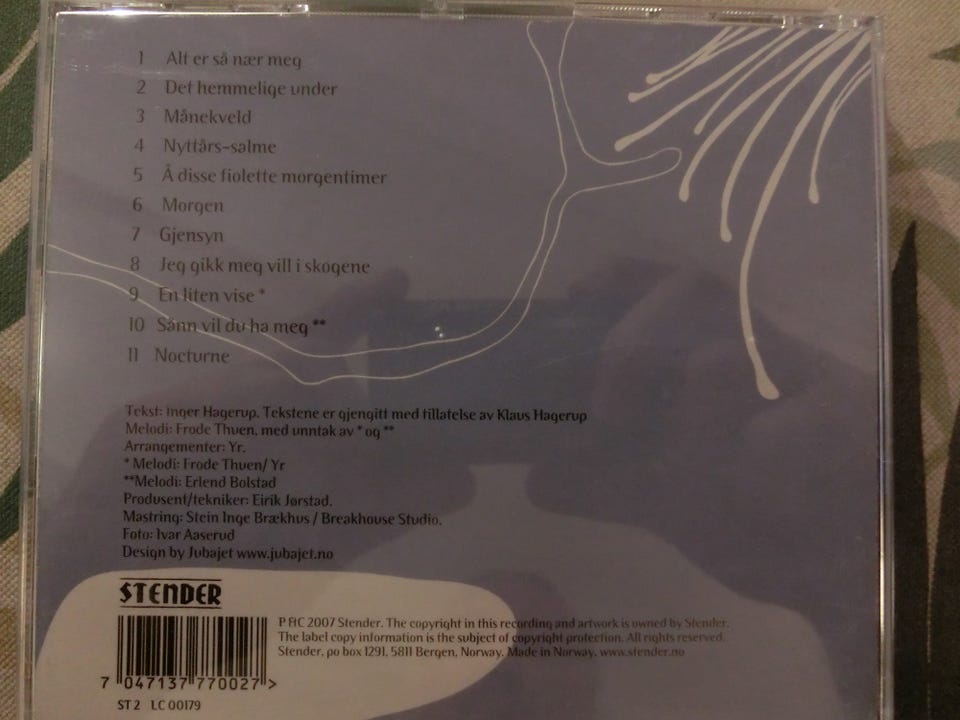 1 Alt er så nær meg
2 Det hemmelige under
3 Månekveld
4 Nyttårs-salme
5 Å disse fiolette morgentimer
6 Morgen
7 Gjensyn
8 Jeg gikk meg vill i skogene
9 En liten vise *
10 Sånn vil du ha meg **
11 Nocturne
Tekst: Inger Hagerup. Tekstene er gjengitt med tillatelse av Klaus Hagerup
Melodi: Frode Thuen, med unntak av * og **
Arrangementer: Yr.
* Melodi: Frode Thuen/ Yr
**Melodi: Erlend Bolstad
Produsent/tekniker: Eirik Jørstad.
Mastring: Stein Inge Brækhus / Breakhouse Studio.
Foto: Ivar Aaserud
Design by Jubajet www.jubajet.no
STENDER
P &C 2007 Stender. The copyright in this recording and artwork is owned by Stender.
The label copy information is the subject of copyright protection. All rights reserved.
Stender, po box 1291, 5811 Bergen, Norway. Made in Norway. www.stender.no
7 047137 770027 >
ST 2 LC 00179